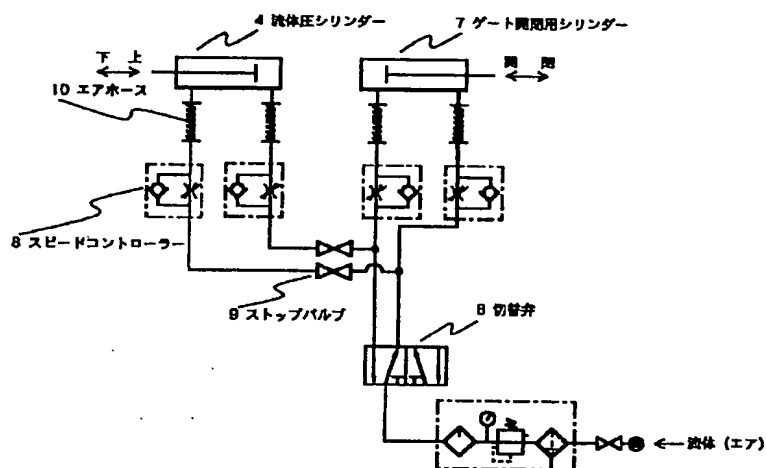 4 流体圧シリンダー
7 ゲート開閉用シリンダー
下 上
開 閉
10 エアホース
8 スピードコントローラー
9 ストップバルブ
8 切替弁
流体 (エア)